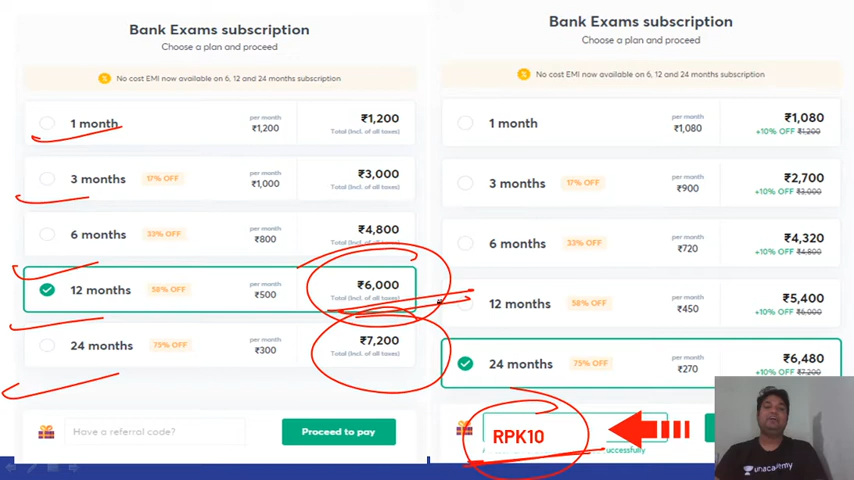 Bank Exams subscription
Choose a plan and proceed
No cost EMI now available on 6, 12 and 24 months subscription
1 month per month ₹1,200 ₹1,200 Total (Incl. of all taxes)
3 months 17% OFF per month ₹1,000 ₹3,000 Total (Incl. of all taxes)
6 months 33% OFF per month ₹800 ₹4,800 Total (Incl. of all taxes)
12 months 58% OFF per month ₹500 ₹6,000 Total (Incl. of all taxes)
24 months 75% OFF per month ₹300 ₹7,200 Total (Incl. of all taxes)
Have a referral code? Proceed to pay
Bank Exams subscription
Choose a plan and proceed
No cost EMI now available on 6, 12 and 24 months subscription
1 month per month ₹1,080 ₹1,080 +10% OFF ₹1,200
3 months 17% OFF per month ₹900 ₹2,700 +10% OFF ₹3,000
6 months 33% OFF per month ₹720 ₹4,320 +10% OFF ₹4,800
12 months 58% OFF per month ₹450 ₹5,400 +10% OFF ₹6,000
24 months 75% OFF per month ₹270 ₹6,480 +10% OFF ₹7,200
RPK10
unacademy